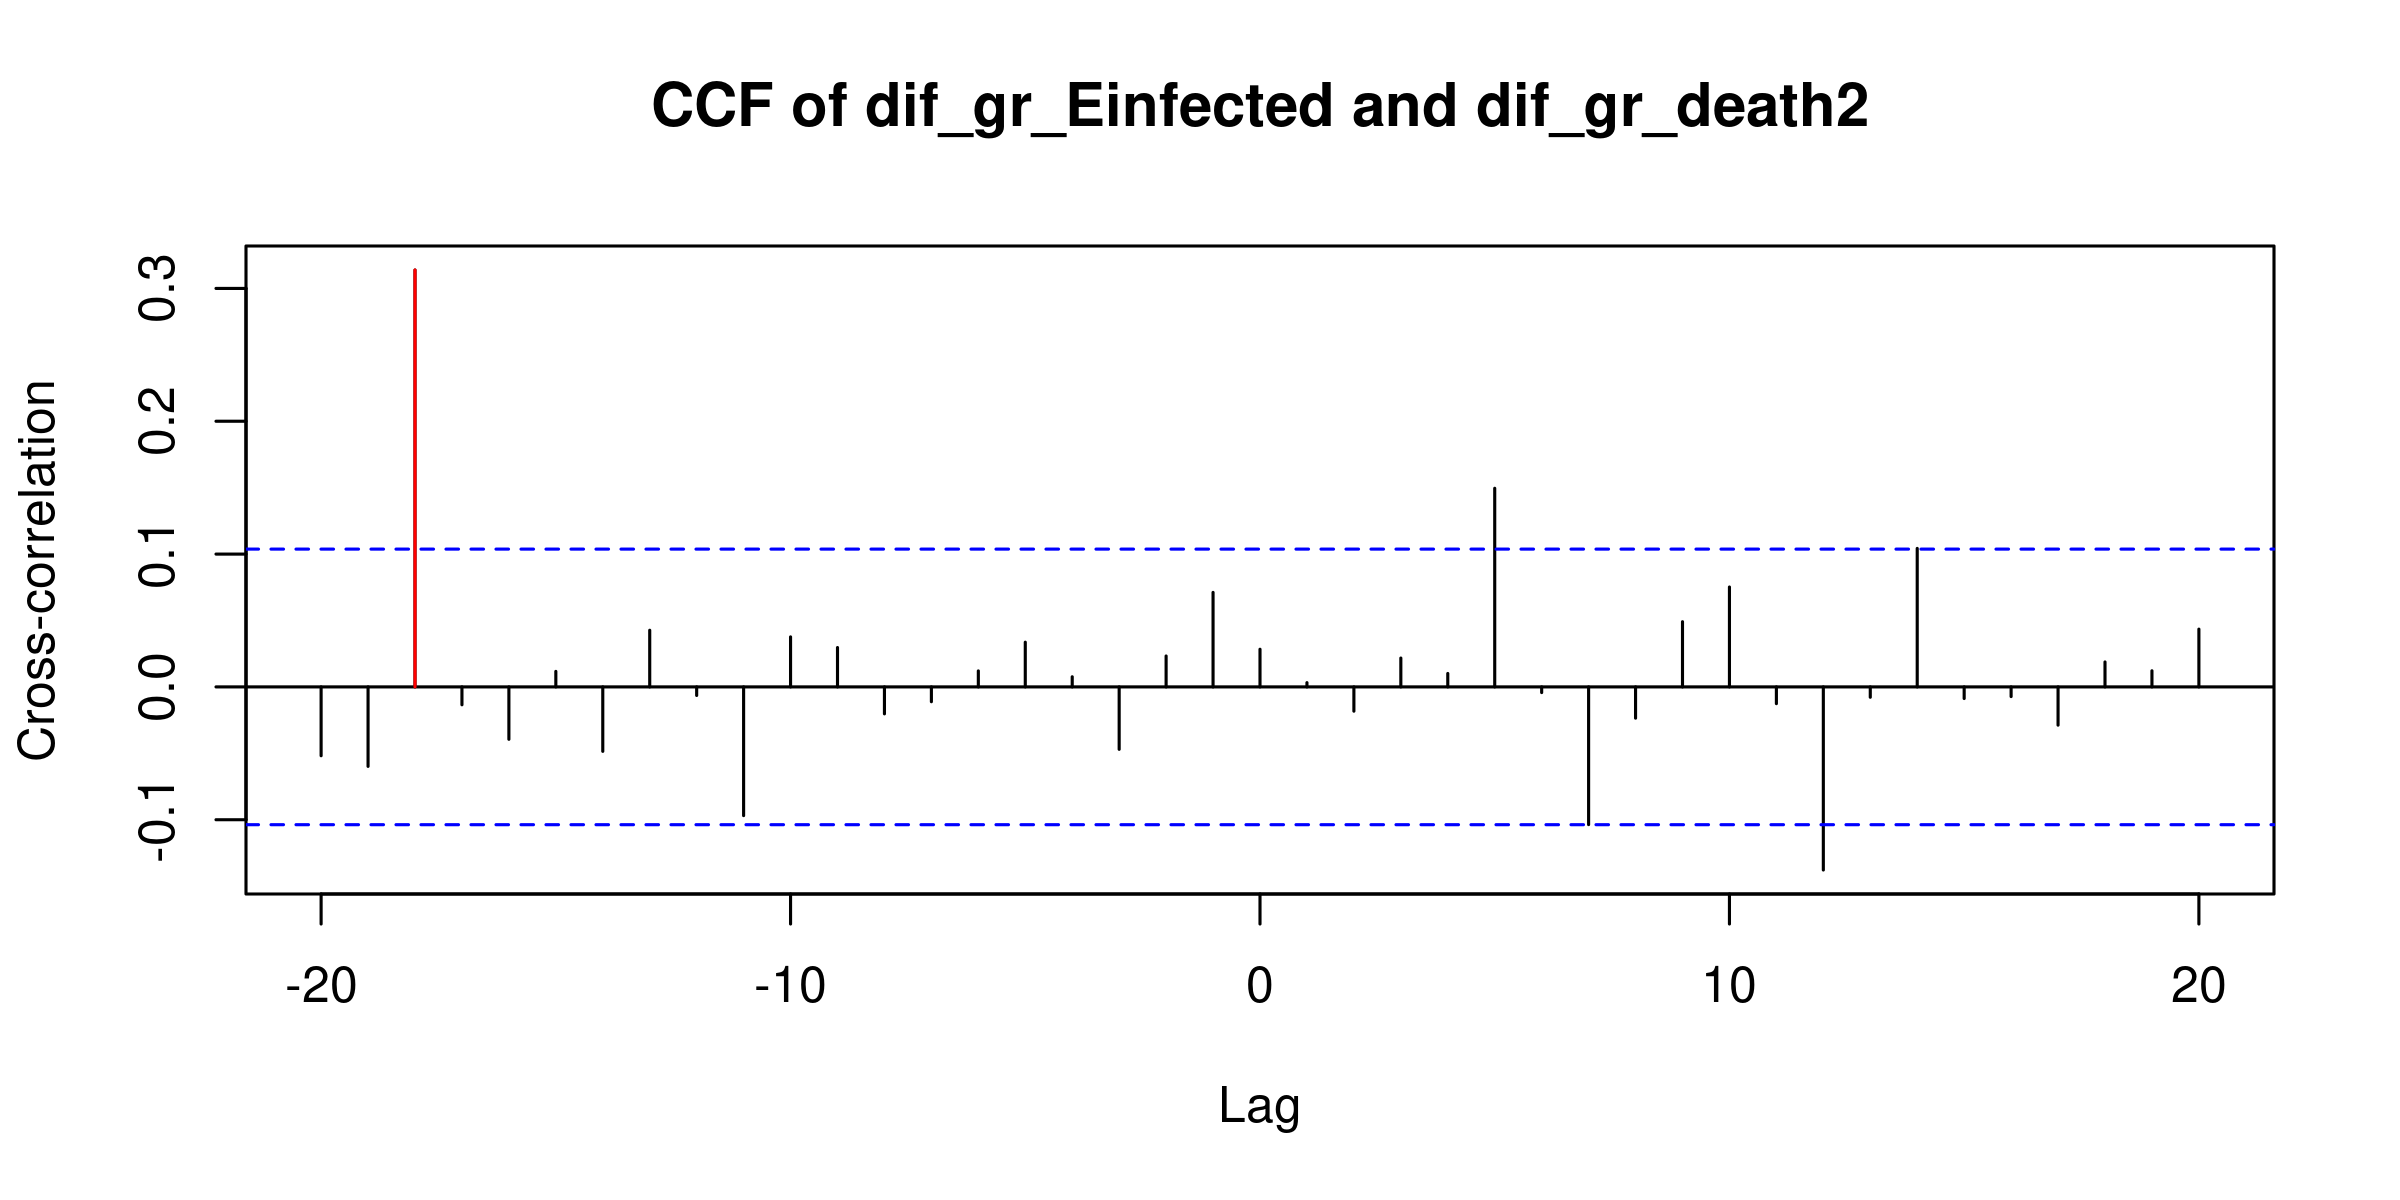 CCF of dif_gr_Einfected and dif_gr_death2
Cross-correlation
0.3
0.2
0.1
0.0
-0.1
-20 -10 0 10 20
Lag